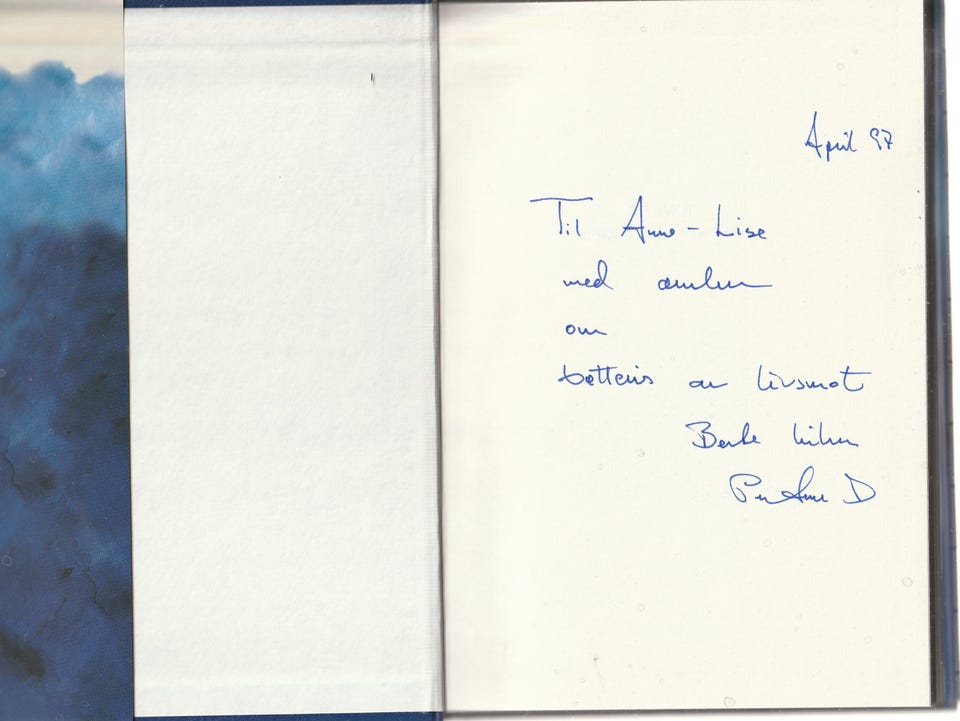 April 97
Til Anne-Lise
med ønsker
om
bøttevis av livsmot
Beste hilsen
Per Arne D